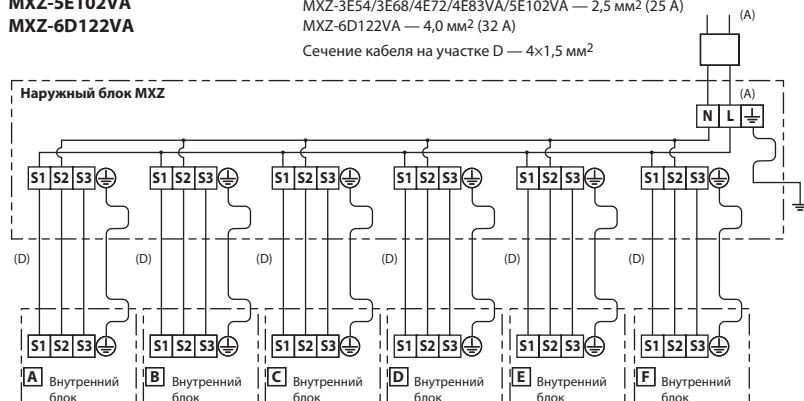 MXZ-5E102VA
MXZ-6D122VA
MXZ-3E54/3E68/4E72/4E83VA/5E102VA — 2,5 мм² (25 А)
MXZ-6D122VA — 4,0 мм² (32 А)
Сечение кабеля на участке D — 4×1,5 мм²
(A)
Наружный блок MXZ
(A)
N L
S1 S2 S3 S1 S2 S3 S1 S2 S3 S1 S2 S3 S1 S2 S3 S1 S2 S3
(D) (D) (D) (D) (D) (D)
S1 S2 S3 S1 S2 S3 S1 S2 S3 S1 S2 S3 S1 S2 S3 S1 S2 S3
A Внутренний блок
B Внутренний блок
C Внутренний блок
D Внутренний блок
E Внутренний блок
F Внутренний блок